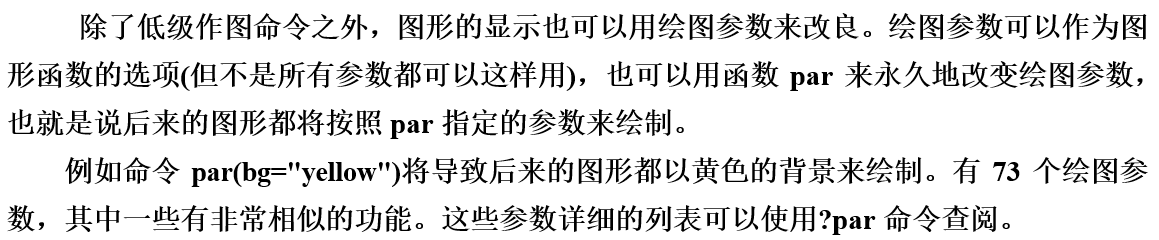 除了低级作图命令之外，图形的显示也可以用绘图参数来改良。绘图参数可以作为图
形函数的选项(但不是所有参数都可以这样用)，也可以用函数 par 来永久地改变绘图参数，
也就是说后来的图形都将按照 par 指定的参数来绘制。
例如命令 par(bg="yellow")将导致后来的图形都以黄色的背景来绘制。有 73 个绘图参
数，其中一些有非常相似的功能。这些参数详细的列表可以使用?par 命令查阅。